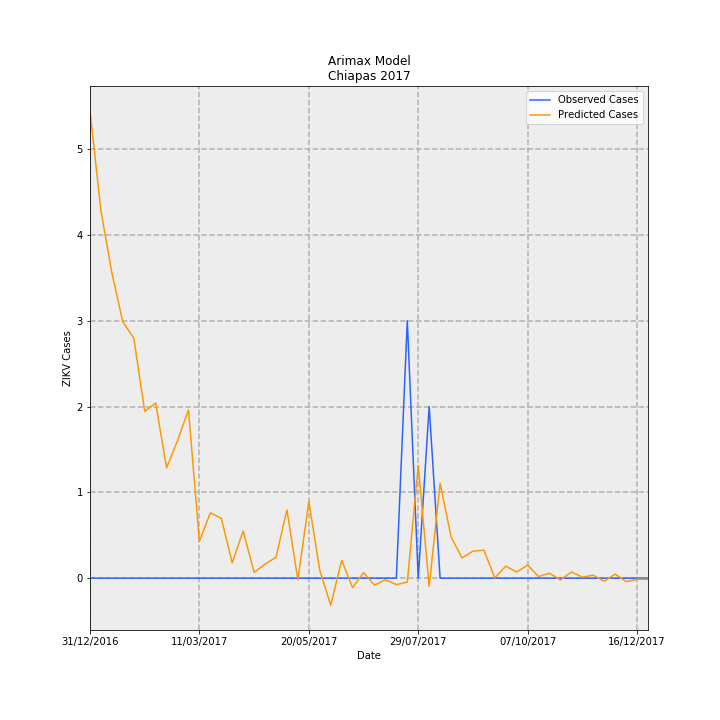 Arimax Model
Chiapas 2017
Observed Cases
Predicted Cases
5
4
3
2
1
0
ZIKV Cases
31/12/2016
11/03/2017
20/05/2017
29/07/2017
07/10/2017
16/12/2017
Date